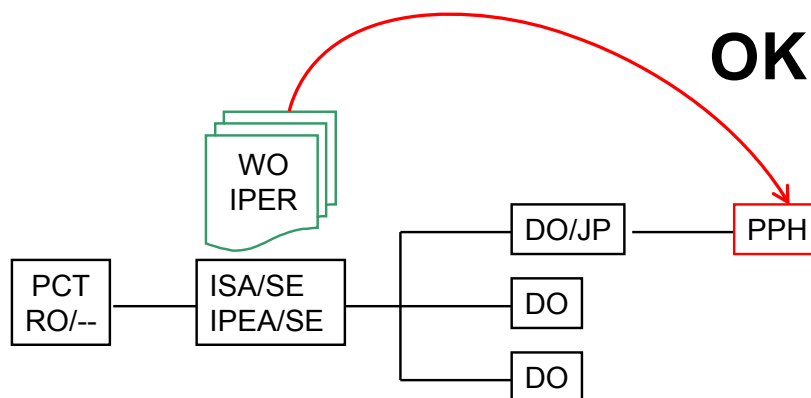 OK
WO
IPER
DO/JP
PPH
PCT
RO/--
ISA/SE
IPEA/SE
DO
DO